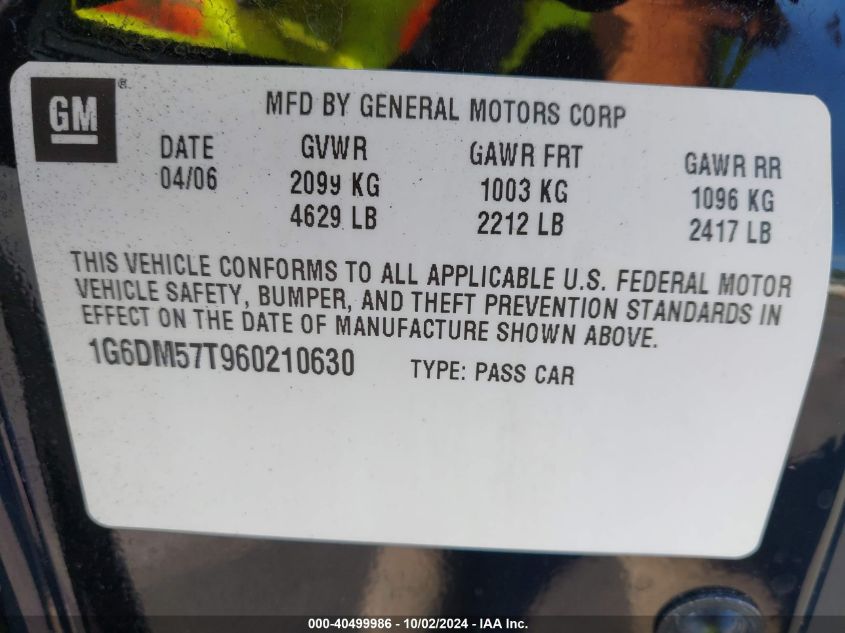 GM®
MFD BY GENERAL MOTORS CORP
DATE GVWR GAWR FRT GAWR RR
04/06 2099 KG 1003 KG 1096 KG
4629 LB 2212 LB 2417 LB
THIS VEHICLE CONFORMS TO ALL APPLICABLE U.S. FEDERAL MOTOR
VEHICLE SAFETY, BUMPER, AND THEFT PREVENTION STANDARDS IN
EFFECT ON THE DATE OF MANUFACTURE SHOWN ABOVE.
1G6DM57T960210630 TYPE: PASS CAR
000-40499986 - 10/02/2024 - IAA Inc.